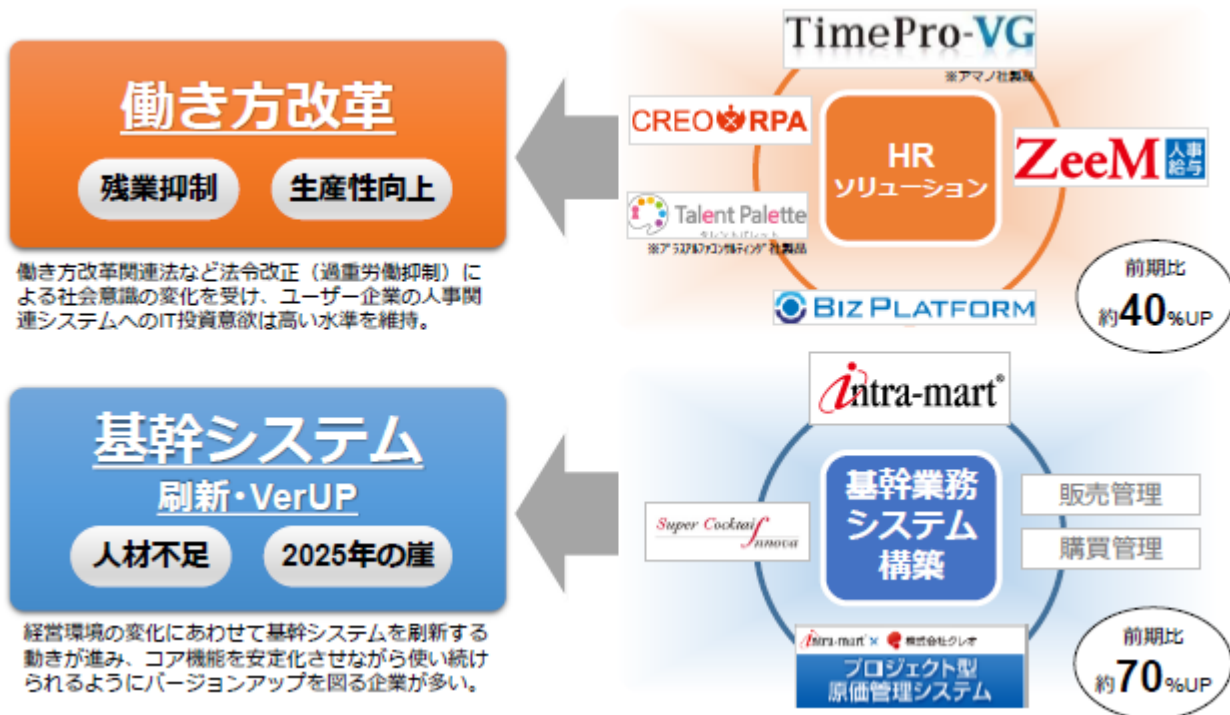 働き方改革
残業抑制
生産性向上
働き方改革関連法など法令改正（過重労働抑制）に
よる社会意識の変化を受け、ユーザー企業の人事関
連システムへのIT投資意欲は高い水準を維持。
TimePro-VG
※アマノ社製品
CREO RPA
HR
ソリューション
ZeeM 人事
給与
Talent Palette
タレントパレット
※プラスアルファコンサルティング社製品
BIZ PLATFORM
前期比
約40%UP
基幹システム
刷新・VerUP
人材不足
2025年の崖
経営環境の変化にあわせて基幹システムを刷新する
動きが進み、コア機能を安定化させながら使い続け
られるようにバージョンアップを図る企業が多い。
intra-mart®
Super Cocktail
Innova
基幹業務
システム
構築
販売管理
購買管理
intra-mart × 株式会社クレオ
プロジェクト型
原価管理システム
前期比
約70%UP